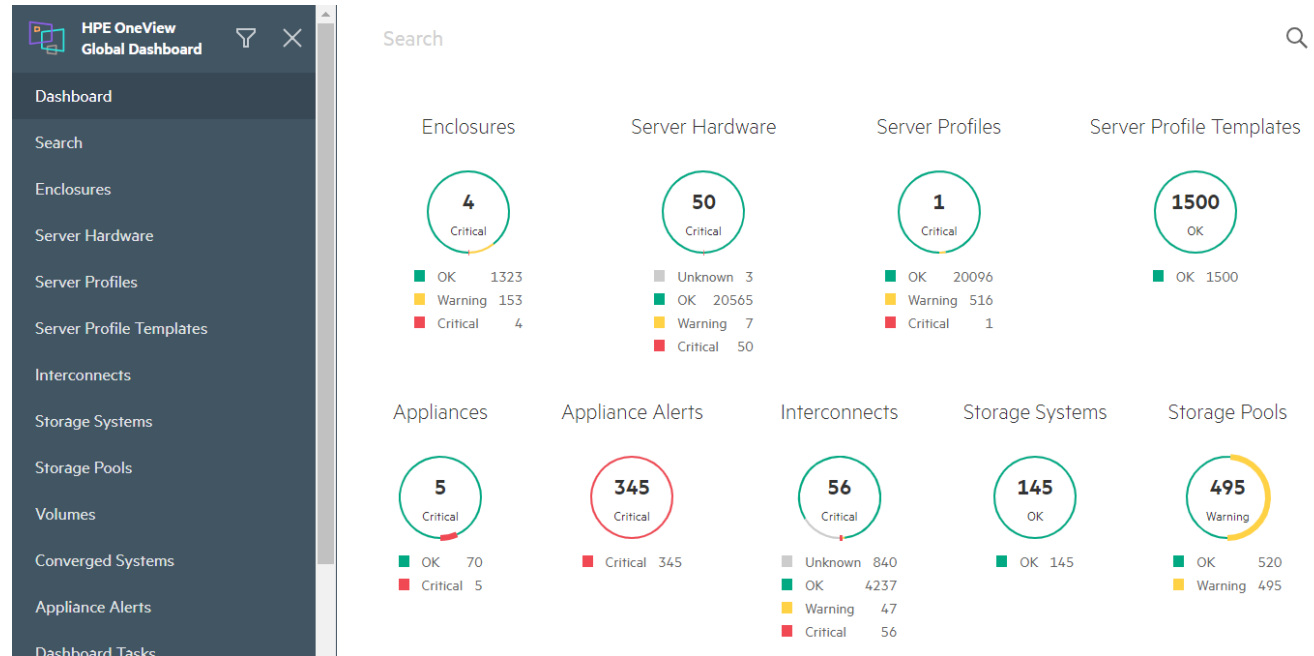 HPE OneView
Global Dashboard
Dashboard
Search
Enclosures
Server Hardware
Server Profiles
Server Profile Templates
Interconnects
Storage Systems
Storage Pools
Volumes
Converged Systems
Appliance Alerts
Dashboard Tasks
Search
Enclosures
4
Critical
OK 1323
Warning 153
Critical 4
Server Hardware
50
Critical
Unknown 3
OK 20565
Warning 7
Critical 50
Server Profiles
1
Critical
OK 20096
Warning 516
Critical 1
Server Profile Templates
1500
OK
OK 1500
Appliances
5
Critical
OK 70
Critical 5
Appliance Alerts
345
Critical
Critical 345
Interconnects
56
Critical
Unknown 840
OK 4237
Warning 47
Critical 56
Storage Systems
145
OK
OK 145
Storage Pools
495
Warning
OK 520
Warning 495